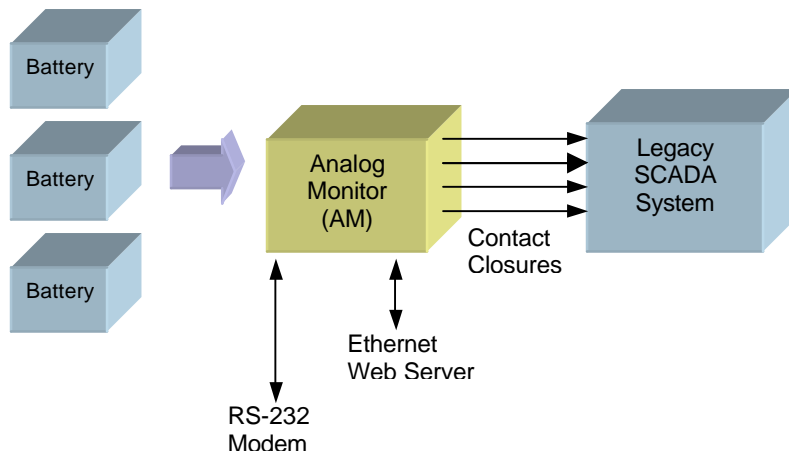 Battery
Battery
Battery
Analog
Monitor
(AM)
Legacy
SCADA
System
Contact
Closures
Ethernet
Web Server
RS-232
Modem